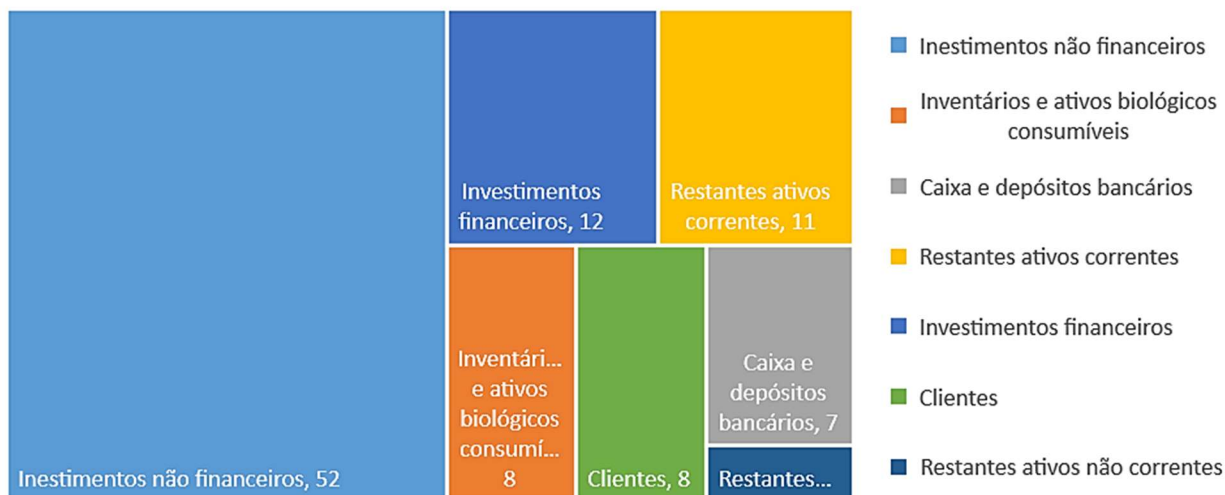 Inestimentos não financeiros, 52
Investimentos
financeiros, 12
Restantes ativos
correntes, 11
Inventári...
e ativos
biológicos
consumí...
8
Clientes, 8
Caixa e
depósitos
bancários, 7
Restantes...
Inestimentos não financeiros
Inventários e ativos biológicos
consumíveis
Caixa e depósitos bancários
Restantes ativos correntes
Investimentos financeiros
Clientes
Restantes ativos não correntes